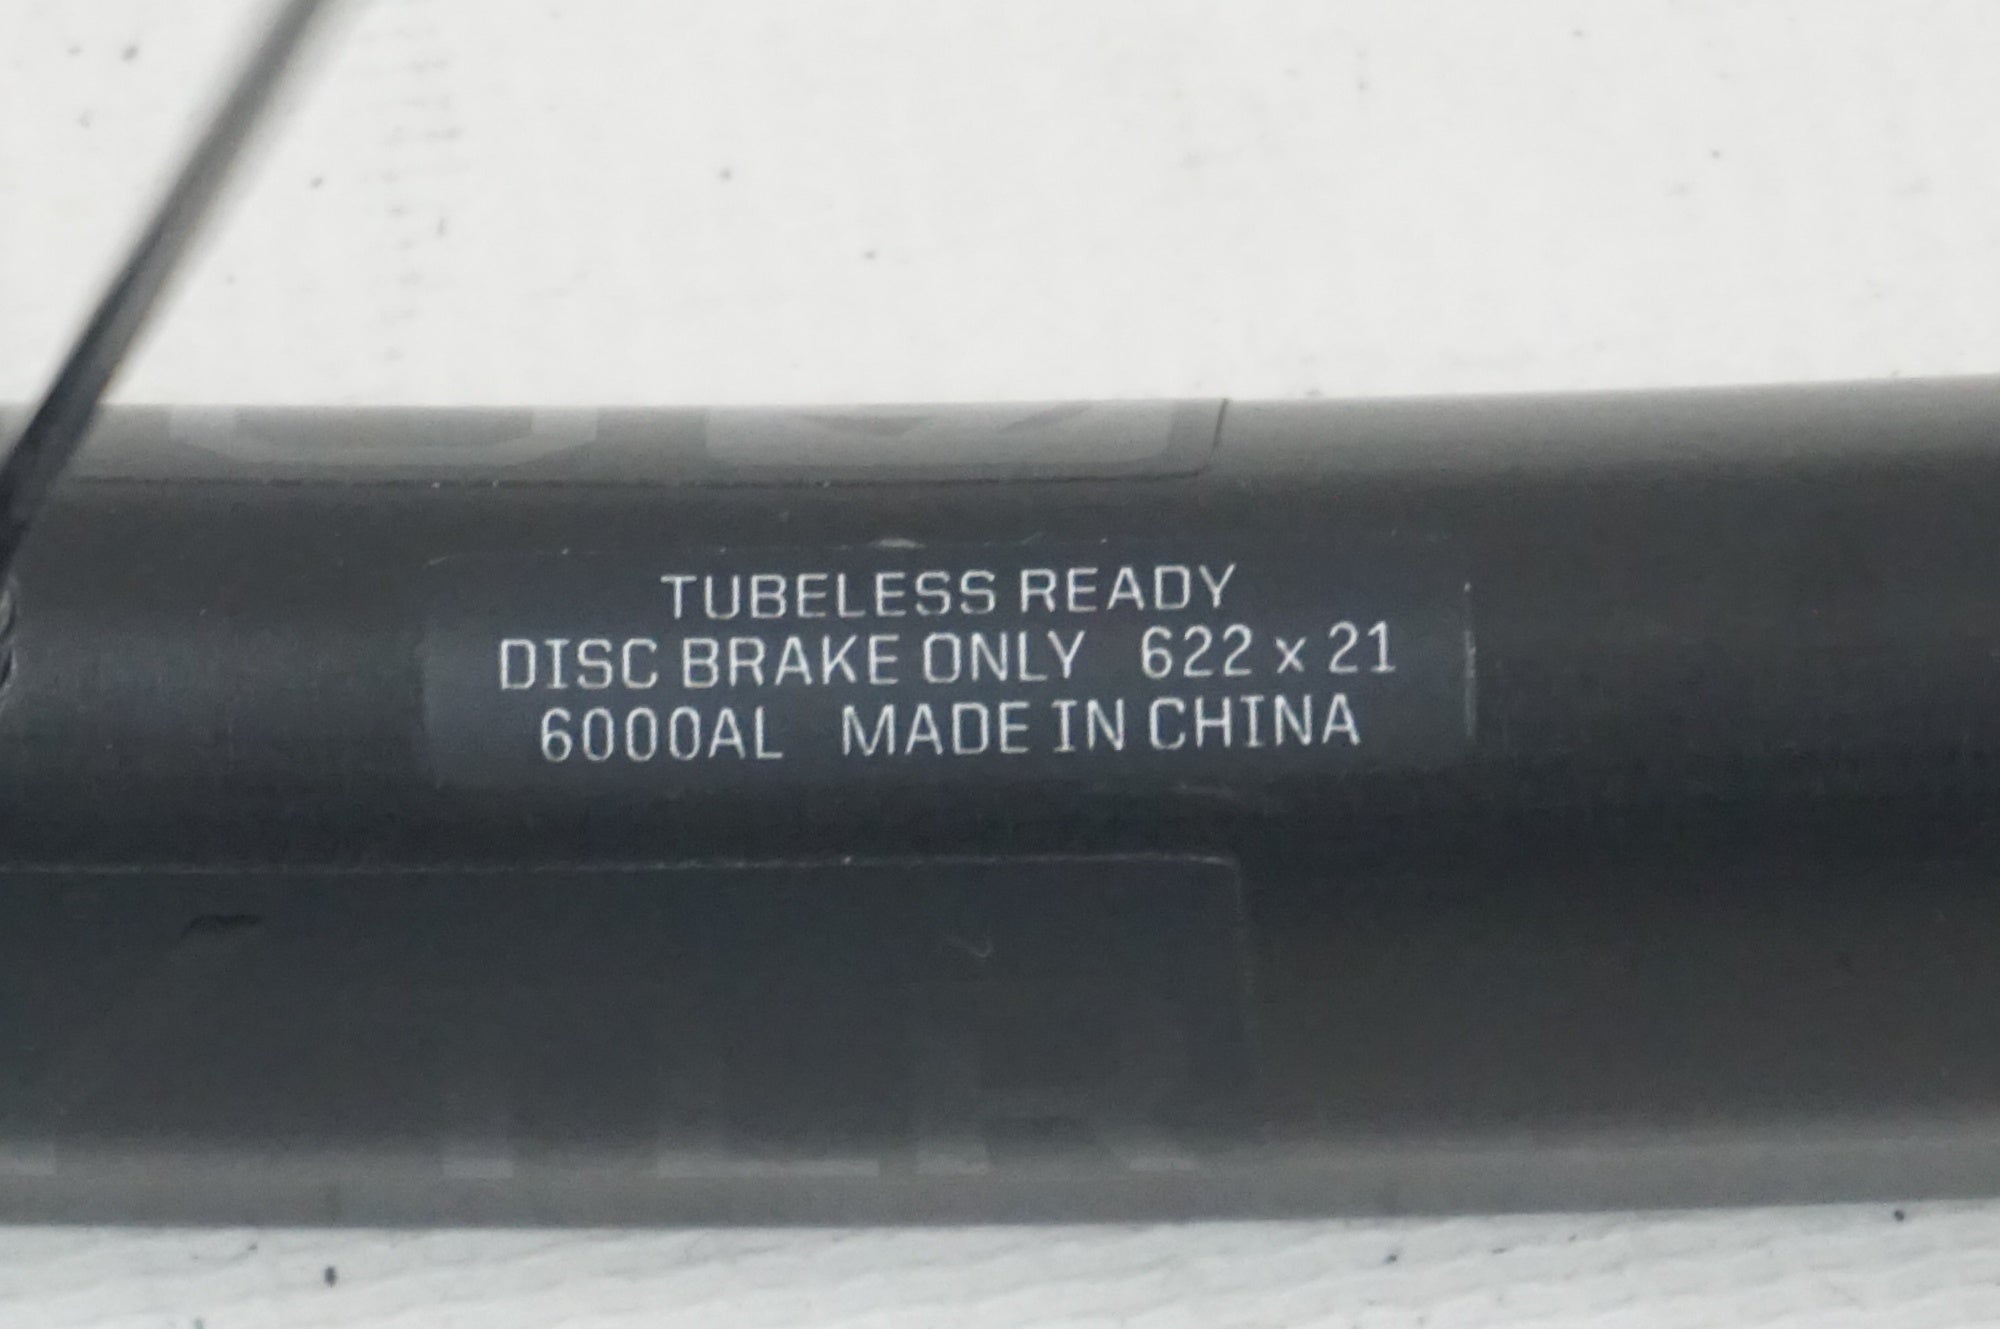 TUBELESS READY
DISC BRAKE ONLY 622 x 21
6000AL MADE IN CHINA